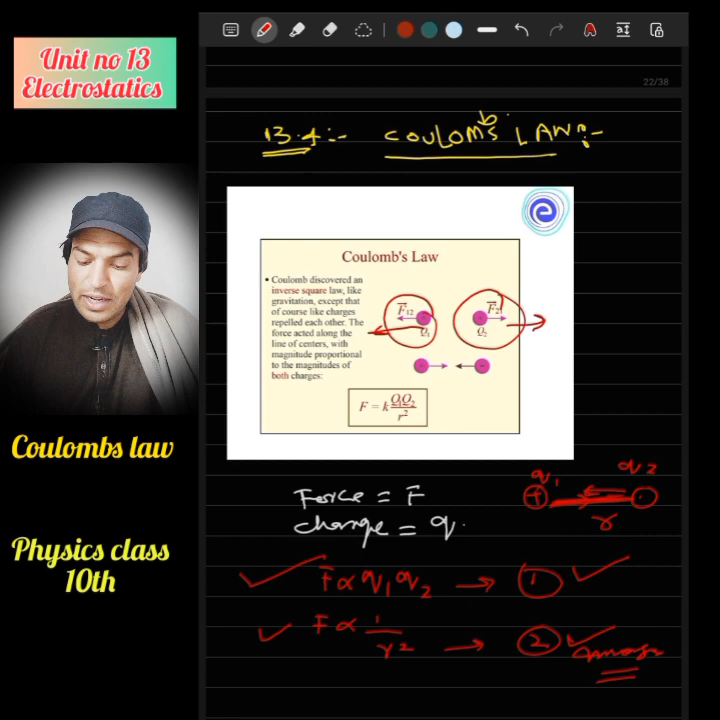 Unit no 13
Electrostatics
22/38
13.4:- COULOMb'S LAW:-
e
Coulomb's Law
• Coulomb discovered an
inverse square law, like
gravitation, except that
of course like charges
repelled each other. The
force acted along the
line of centers, with
magnitude proportional
to the magnitudes of
both charges:
F12
Q1
F21
Q2
F = k Q1Q2 / r²
Coulombs law
Physics class
10th
q1 q2
+ -
r
Force = F
charge = q.
F ∝ q1 q2 → 1
F ∝ 1/r2 → 2